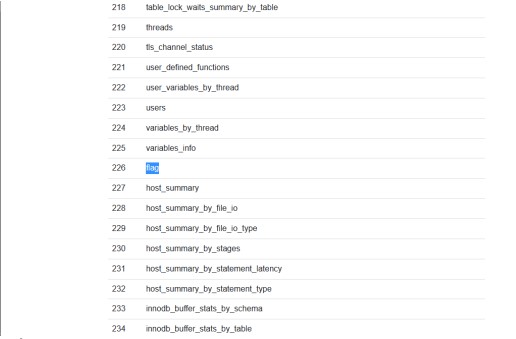 218 table_lock_waits_summary_by_table
219 threads
220 tls_channel_status
221 user_defined_functions
222 user_variables_by_thread
223 users
224 variables_by_thread
225 variables_info
226 flag
227 host_summary
228 host_summary_by_file_io
229 host_summary_by_file_io_type
230 host_summary_by_stages
231 host_summary_by_statement_latency
232 host_summary_by_statement_type
233 innodb_buffer_stats_by_schema
234 innodb_buffer_stats_by_table